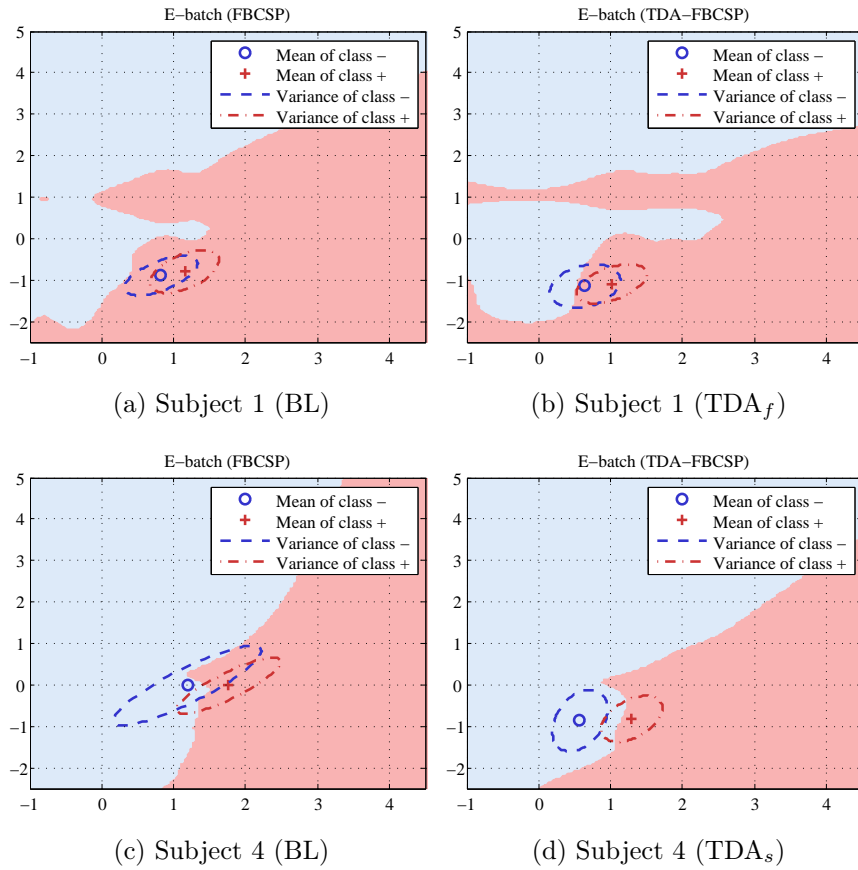 E−batch (FBCSP)
5
4
3
2
1
0
−1
−2
−1 0 1 2 3 4
Mean of class −
Mean of class +
Variance of class −
Variance of class +
(a) Subject 1 (BL)
E−batch (TDA−FBCSP)
5
4
3
2
1
0
−1
−2
−1 0 1 2 3 4
Mean of class −
Mean of class +
Variance of class −
Variance of class +
(b) Subject 1 (TDAf)
E−batch (FBCSP)
5
4
3
2
1
0
−1
−2
−1 0 1 2 3 4
Mean of class −
Mean of class +
Variance of class −
Variance of class +
(c) Subject 4 (BL)
E−batch (TDA−FBCSP)
5
4
3
2
1
0
−1
−2
−1 0 1 2 3 4
Mean of class −
Mean of class +
Variance of class −
Variance of class +
(d) Subject 4 (TDAs)